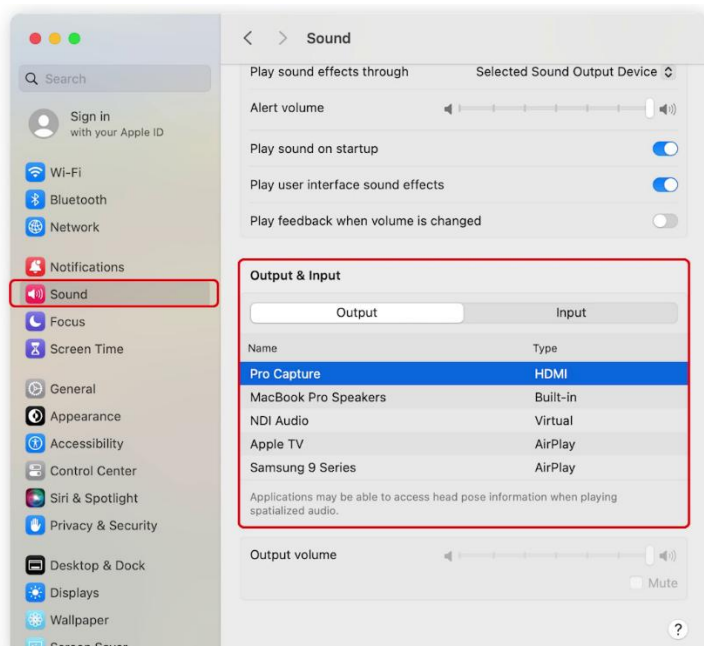 Search
Sign in
with your Apple ID
Wi-Fi
Bluetooth
Network
Notifications
Sound
Focus
Screen Time
General
Appearance
Accessibility
Control Center
Siri & Spotlight
Privacy & Security
Desktop & Dock
Displays
Wallpaper
Screen Saver
Sound
Play sound effects through Selected Sound Output Device
Alert volume
Play sound on startup
Play user interface sound effects
Play feedback when volume is changed
Output & Input
Output Input
Name Type
Pro Capture HDMI
MacBook Pro Speakers Built-in
NDI Audio Virtual
Apple TV AirPlay
Samsung 9 Series AirPlay
Applications may be able to access head pose information when playing
spatialized audio.
Output volume
Mute
?